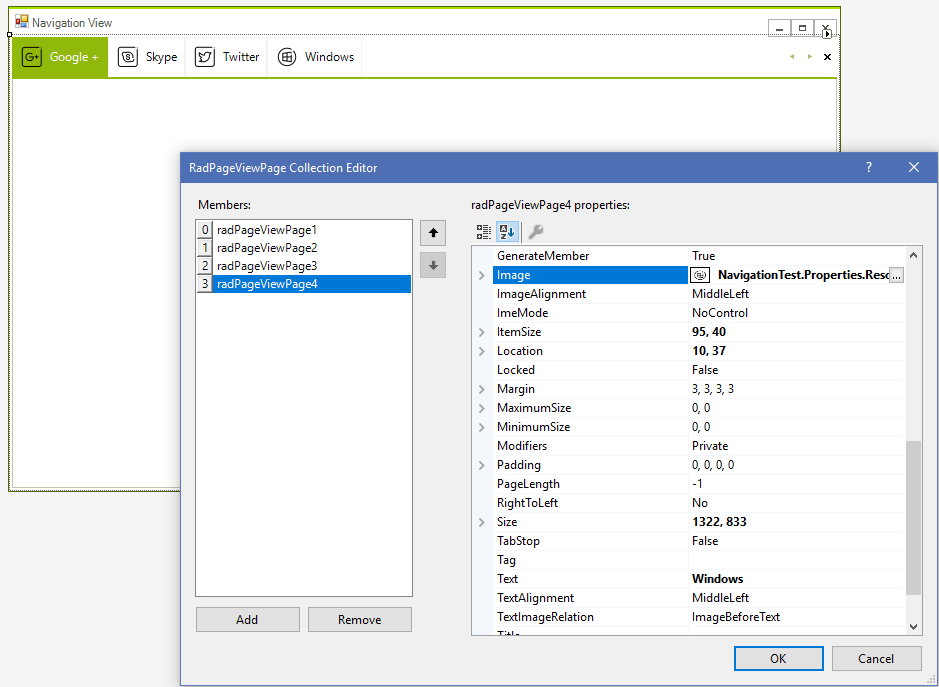 Navigation View
G+ Google +
Skype
Twitter
Windows
RadPageViewPage Collection Editor
?
Members:
0 radPageViewPage1
1 radPageViewPage2
2 radPageViewPage3
3 radPageViewPage4
Add
Remove
radPageViewPage4 properties:
GenerateMember True
Image NavigationTest.Properties.Resc ...
ImageAlignment MiddleLeft
ImeMode NoControl
ItemSize 95, 40
Location 10, 37
Locked False
Margin 3, 3, 3, 3
MaximumSize 0, 0
MinimumSize 0, 0
Modifiers Private
Padding 0, 0, 0, 0
PageLength -1
RightToLeft No
Size 1322, 833
TabStop False
Tag
Text Windows
TextAlignment MiddleLeft
TextImageRelation ImageBeforeText
Title
OK
Cancel